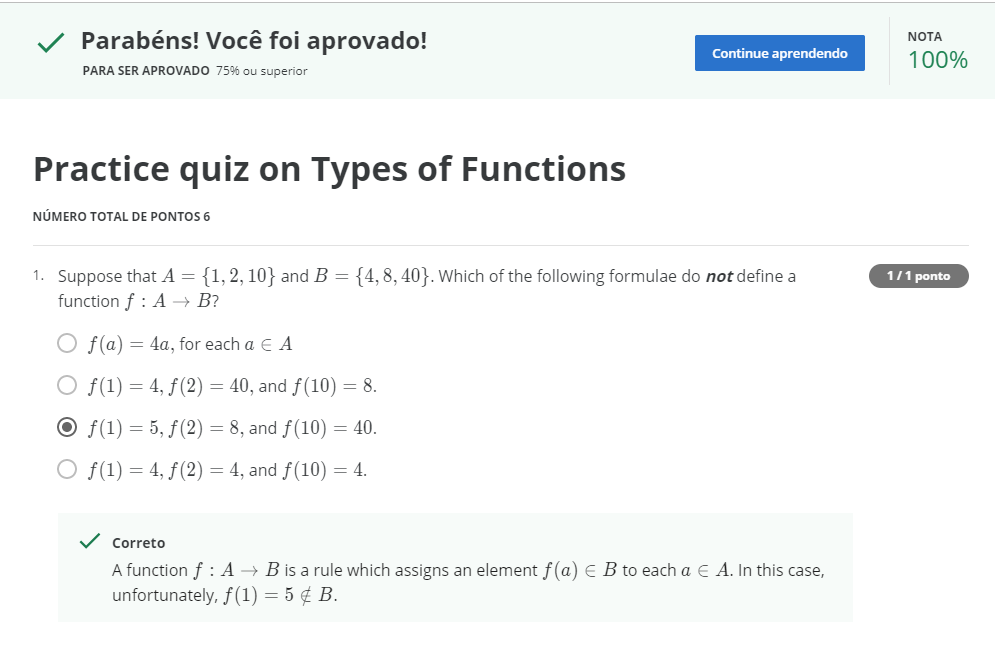 Parabéns! Você foi aprovado!
PARA SER APROVADO 75% ou superior
Continue aprendendo
NOTA
100%
Practice quiz on Types of Functions
NÚMERO TOTAL DE PONTOS 6
1. Suppose that A = {1, 2, 10} and B = {4, 8, 40}. Which of the following formulae do not define a
function f : A → B?
1 / 1 ponto
f(a) = 4a, for each a ∈ A
f(1) = 4, f(2) = 40, and f(10) = 8.
f(1) = 5, f(2) = 8, and f(10) = 40.
f(1) = 4, f(2) = 4, and f(10) = 4.
Correto
A function f : A → B is a rule which assigns an element f(a) ∈ B to each a ∈ A. In this case,
unfortunately, f(1) = 5 ∉ B.